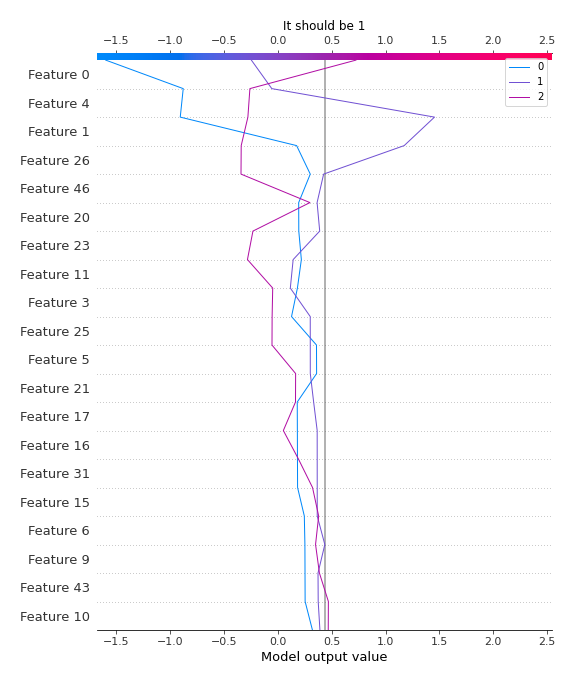 It should be 1
−1.5 −1.0 −0.5 0.0 0.5 1.0 1.5 2.0 2.5
0
1
2
Feature 0
Feature 4
Feature 1
Feature 26
Feature 46
Feature 20
Feature 23
Feature 11
Feature 3
Feature 25
Feature 5
Feature 21
Feature 17
Feature 16
Feature 31
Feature 15
Feature 6
Feature 9
Feature 43
Feature 10
−1.5 −1.0 −0.5 0.0 0.5 1.0 1.5 2.0 2.5
Model output value